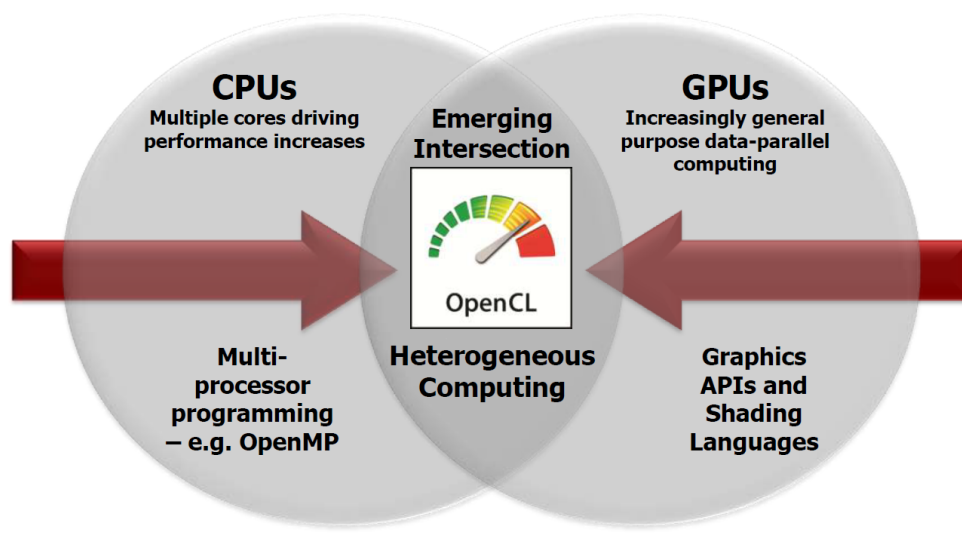 CPUs
Multiple cores driving
performance increases
Emerging
Intersection
GPUs
Increasingly general
purpose data-parallel
computing
OpenCL
Multi-
processor
programming
– e.g. OpenMP
Heterogeneous
Computing
Graphics
APIs and
Shading
Languages